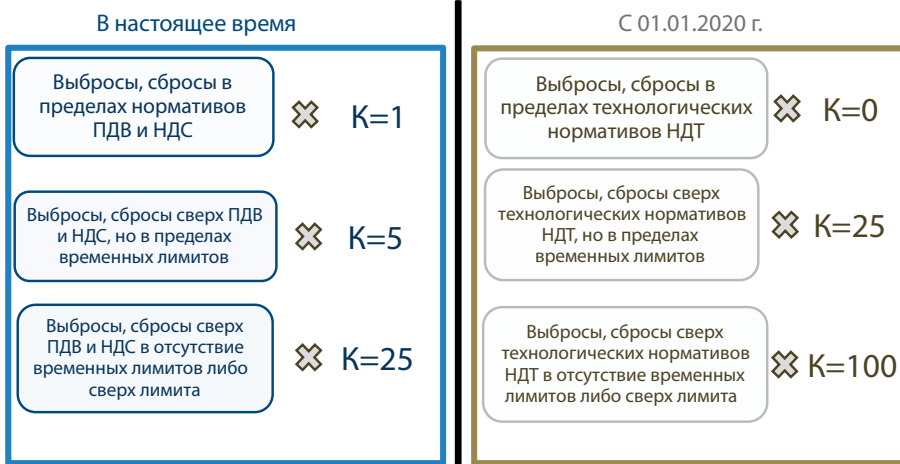 В настоящее время
Выбросы, сбросы в
пределах нормативов
ПДВ и НДС
К=1
Выбросы, сбросы сверх ПДВ
и НДС, но в пределах
временных лимитов
К=5
Выбросы, сбросы сверх
ПДВ и НДС в отсутствие
временных лимитов либо
сверх лимита
К=25
С 01.01.2020 г.
Выбросы, сбросы в
пределах технологических
нормативов НДТ
К=0
Выбросы, сбросы сверх
технологических нормативов
НДТ, но в пределах
временных лимитов
К=25
Выбросы, сбросы сверх
технологических нормативов
НДТ в отсутствие временных
лимитов либо сверх лимита
К=100